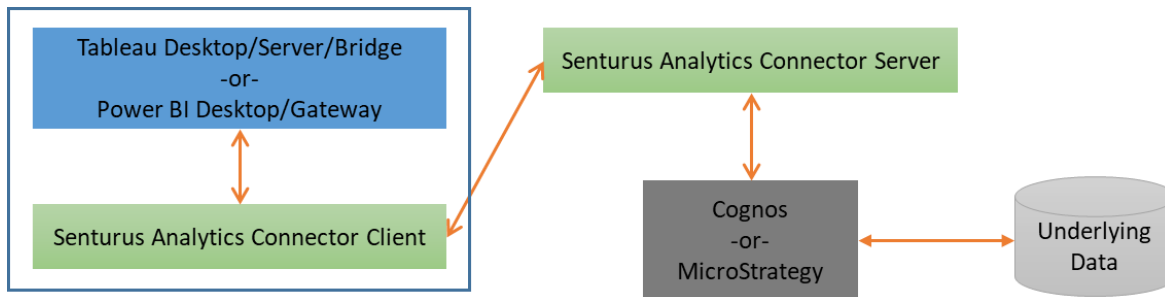 Tableau Desktop/Server/Bridge
-or-
Power BI Desktop/Gateway
Senturus Analytics Connector Client
Senturus Analytics Connector Server
Cognos
-or-
MicroStrategy
Underlying
Data